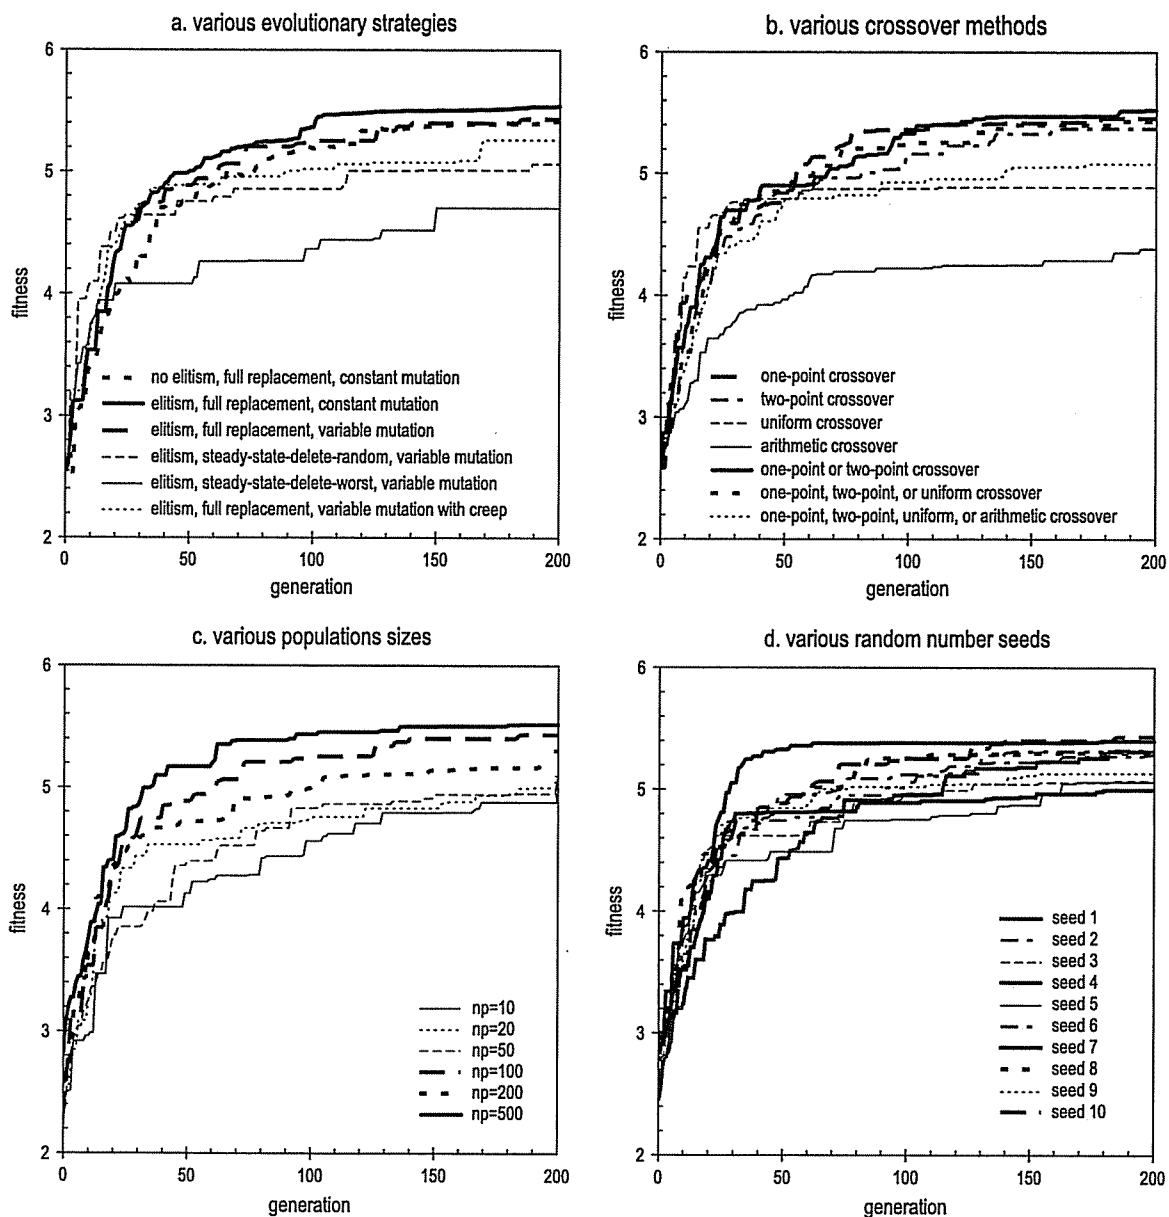 a. various evolutionary strategies
6
5
4
3
2
fitness
no elitism, full replacement, constant mutation
elitism, full replacement, constant mutation
elitism, full replacement, variable mutation
elitism, steady-state-delete-random, variable mutation
elitism, steady-state-delete-worst, variable mutation
elitism, full replacement, variable mutation with creep
0 50 100 150 200
generation
b. various crossover methods
6
5
4
3
2
fitness
one-point crossover
two-point crossover
uniform crossover
arithmetic crossover
one-point or two-point crossover
one-point, two-point, or uniform crossover
one-point, two-point, uniform, or arithmetic crossover
0 50 100 150 200
generation
c. various populations sizes
6
5
4
3
2
fitness
np=10
np=20
np=50
np=100
np=200
np=500
0 50 100 150 200
generation
d. various random number seeds
6
5
4
3
2
fitness
seed 1
seed 2
seed 3
seed 4
seed 5
seed 6
seed 7
seed 8
seed 9
seed 10
0 50 100 150 200
generation